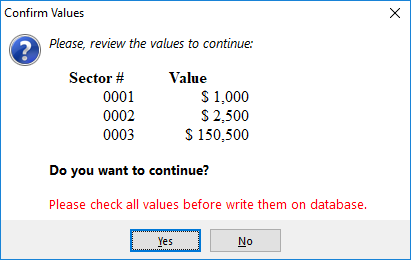 Confirm Values
Please, review the values to continue:
Sector # Value
0001 $ 1,000
0002 $ 2,500
0003 $ 150,500
Do you want to continue?
Please check all values before write them on database.
Yes No